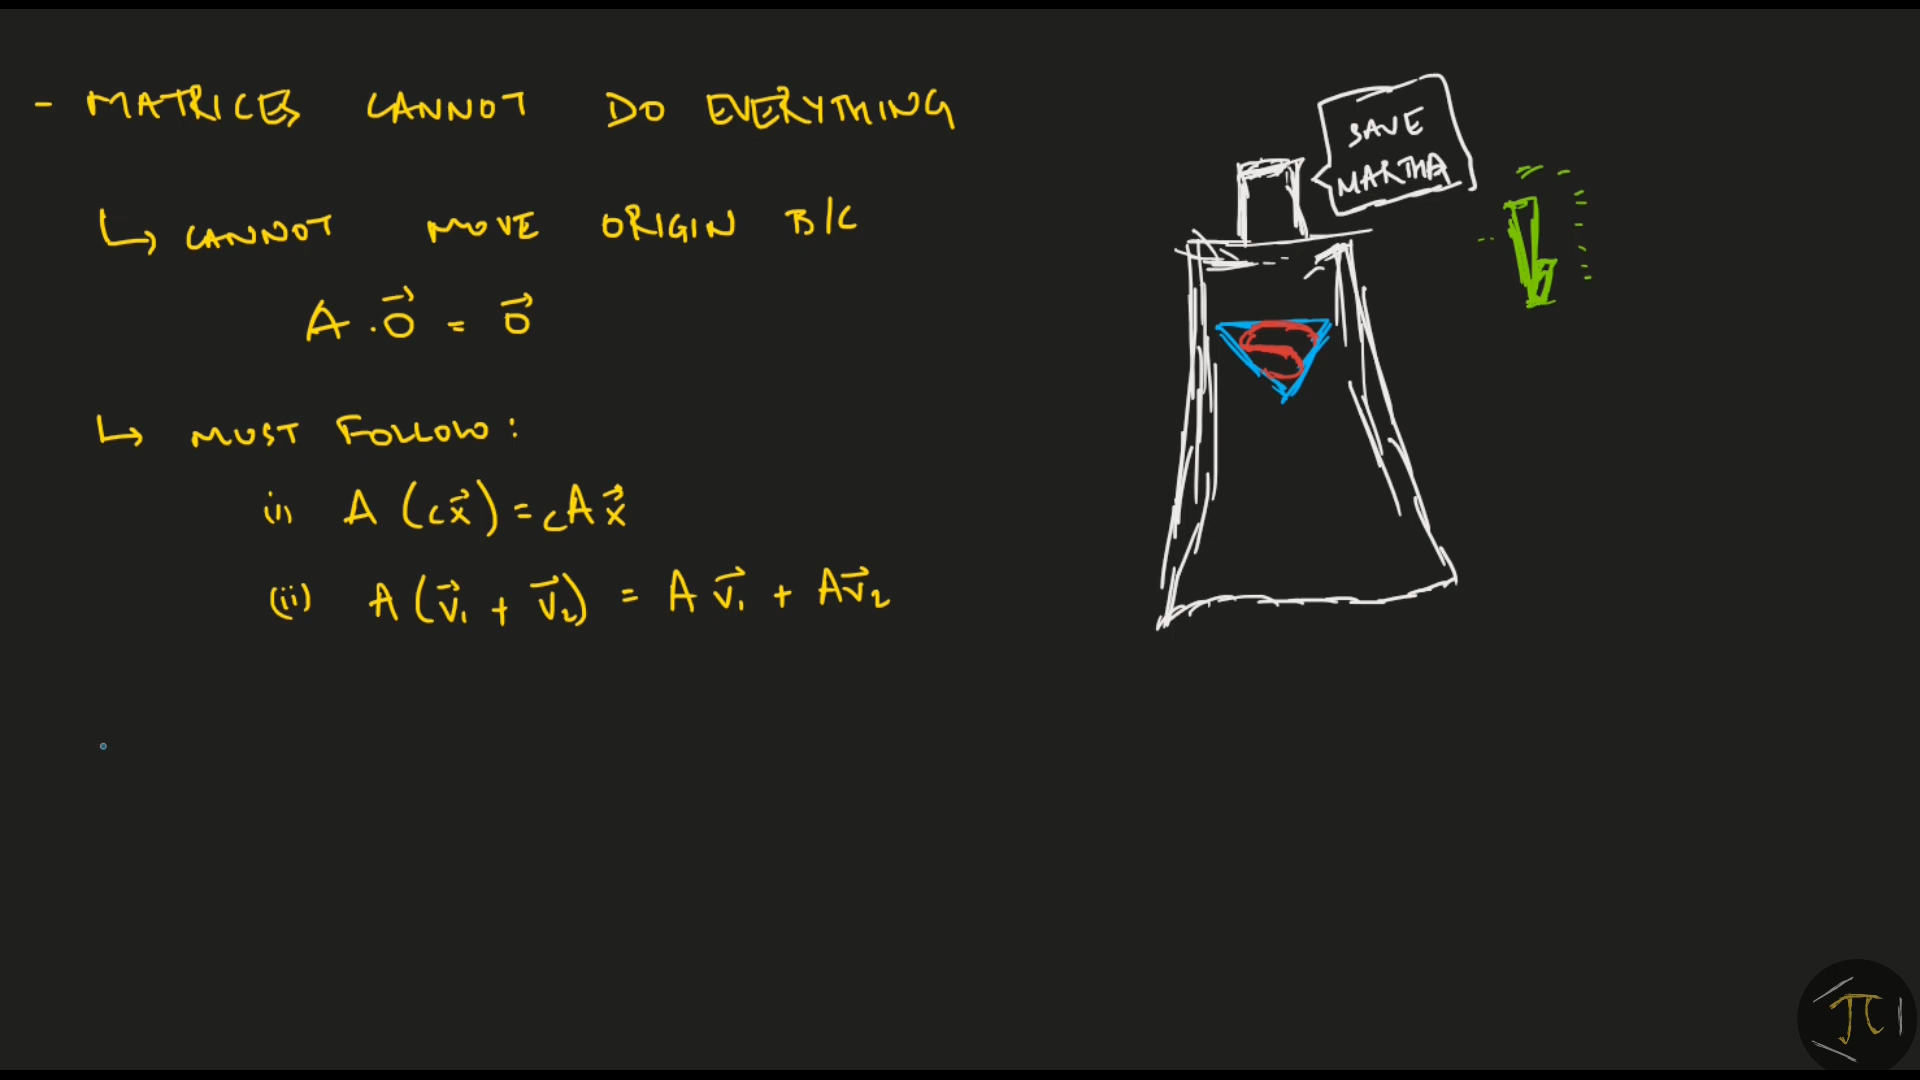 - MATRICES CANNOT DO EVERYTHING
↳ CANNOT MOVE ORIGIN B/C
A · 0⃗ = 0⃗
↳ MUST FOLLOW:
(i) A (cx⃗) = cAx⃗
(ii) A (v⃗₁ + v⃗₂) = A v⃗₁ + Av⃗₂
SAVE
MARTHA
S
π